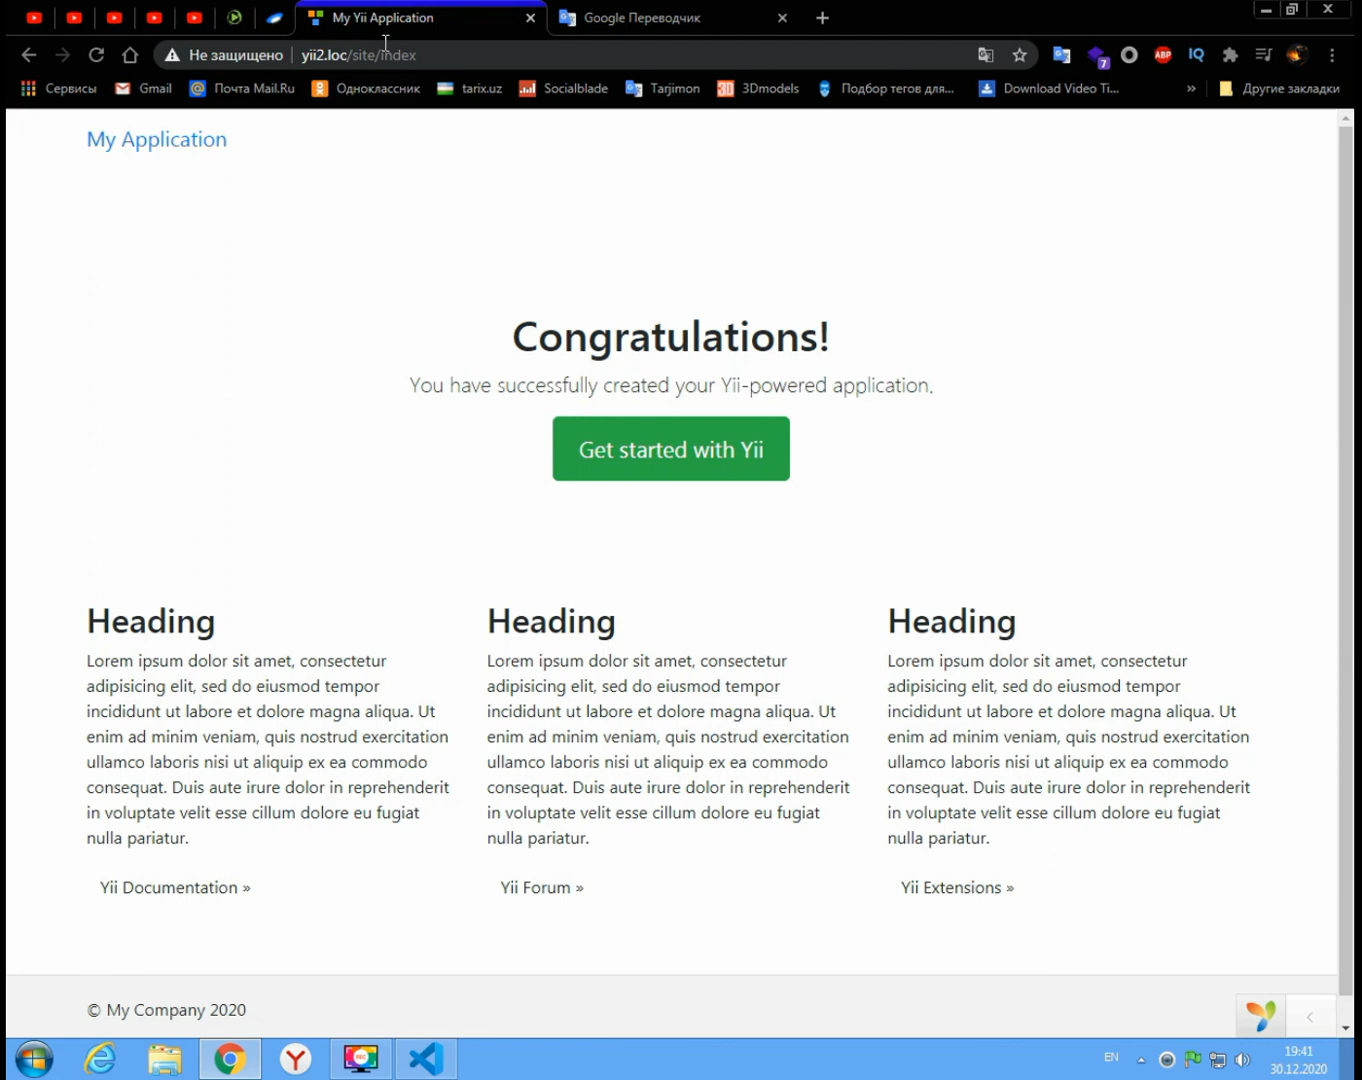 My Yii Application
Google Переводчик
Не защищено yii2.loc/site/index
ABP
IQ
7
Сервисы
Gmail
Почта Mail.Ru
Одноклассник
tarix.uz
Socialblade
Tarjimon
3D
3Dmodels
Подбор тегов для...
Download Video Ti...
»
Другие закладки
My Application
Congratulations!
You have successfully created your Yii-powered application.
Get started with Yii
Heading
Lorem ipsum dolor sit amet, consectetur
adipisicing elit, sed do eiusmod tempor
incididunt ut labore et dolore magna aliqua. Ut
enim ad minim veniam, quis nostrud exercitation
ullamco laboris nisi ut aliquip ex ea commodo
consequat. Duis aute irure dolor in reprehenderit
in voluptate velit esse cillum dolore eu fugiat
nulla pariatur.
Yii Documentation »
Heading
Lorem ipsum dolor sit amet, consectetur
adipisicing elit, sed do eiusmod tempor
incididunt ut labore et dolore magna aliqua. Ut
enim ad minim veniam, quis nostrud exercitation
ullamco laboris nisi ut aliquip ex ea commodo
consequat. Duis aute irure dolor in reprehenderit
in voluptate velit esse cillum dolore eu fugiat
nulla pariatur.
Yii Forum »
Heading
Lorem ipsum dolor sit amet, consectetur
adipisicing elit, sed do eiusmod tempor
incididunt ut labore et dolore magna aliqua. Ut
enim ad minim veniam, quis nostrud exercitation
ullamco laboris nisi ut aliquip ex ea commodo
consequat. Duis aute irure dolor in reprehenderit
in voluptate velit esse cillum dolore eu fugiat
nulla pariatur.
Yii Extensions »
© My Company 2020
REC
EN
19:41
30.12.2020